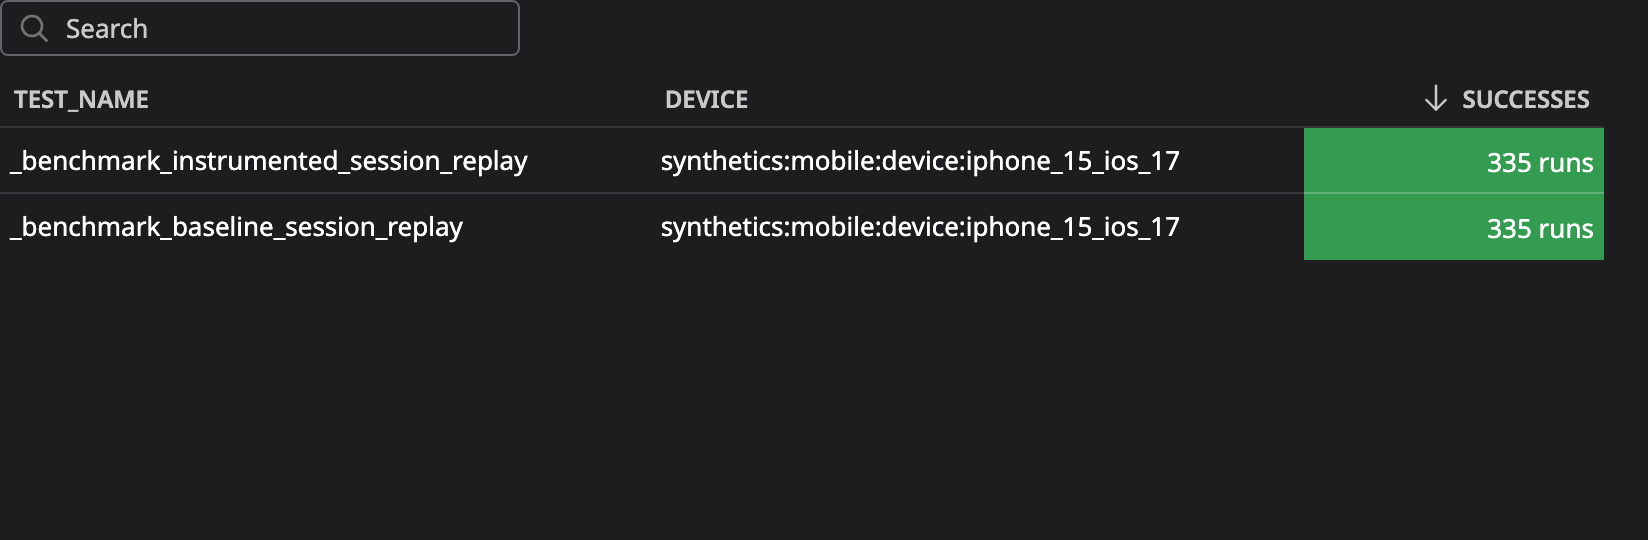 Search
TEST_NAME DEVICE ↓ SUCCESSES
_benchmark_instrumented_session_replay synthetics:mobile:device:iphone_15_ios_17 335 runs
_benchmark_baseline_session_replay synthetics:mobile:device:iphone_15_ios_17 335 runs